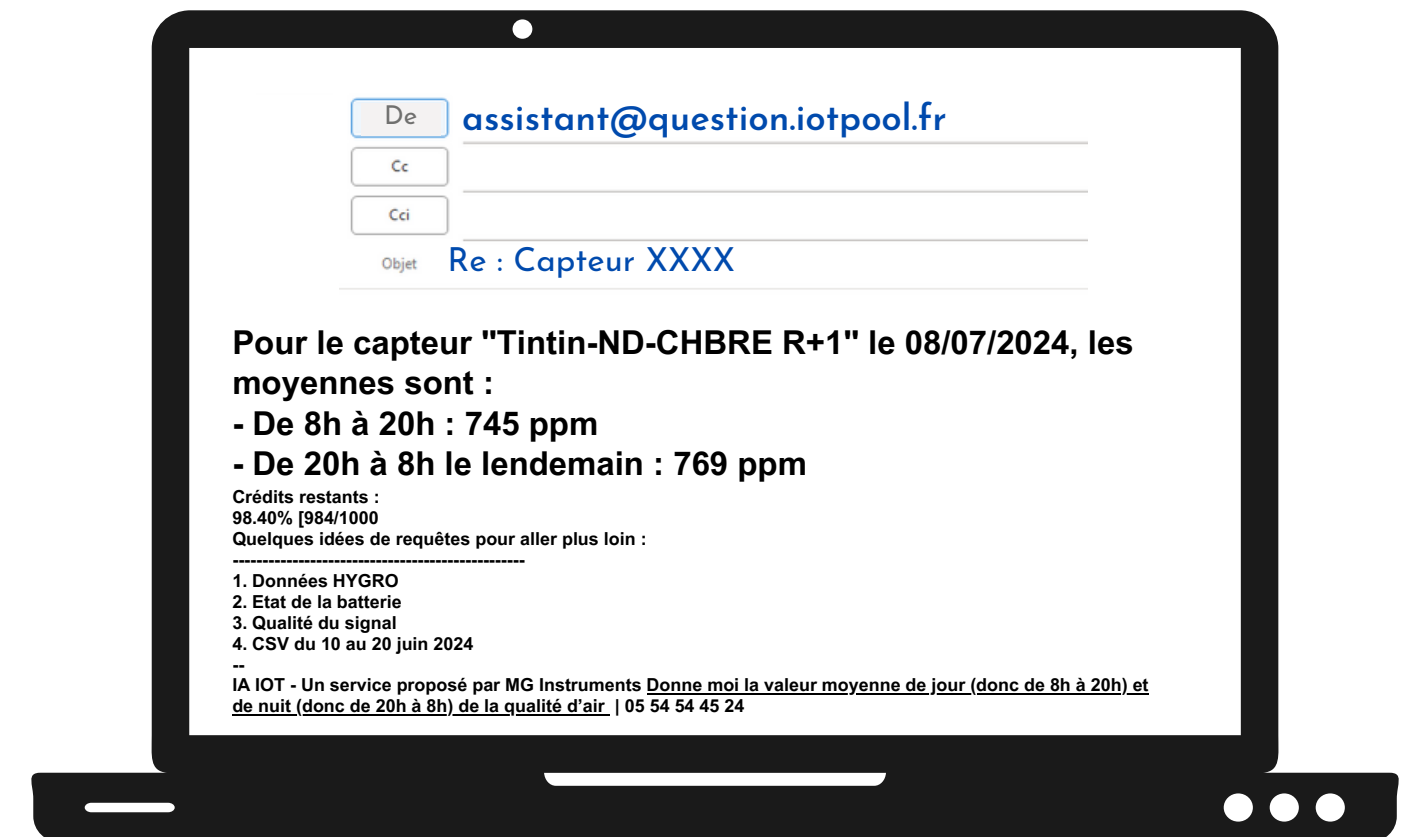 De assistant@question.iotpool.fr
Cc
Cci
Objet Re : Capteur XXXX
Pour le capteur "Tintin-ND-CHBRE R+1" le 08/07/2024, les
moyennes sont :
- De 8h à 20h : 745 ppm
- De 20h à 8h le lendemain : 769 ppm
Crédits restants :
98.40% [984/1000
Quelques idées de requêtes pour aller plus loin :
-------------------------------------------------
1. Données HYGRO
2. Etat de la batterie
3. Qualité du signal
4. CSV du 10 au 20 juin 2024
--
IA IOT - Un service proposé par MG Instruments Donne moi la valeur moyenne de jour (donc de 8h à 20h) et
de nuit (donc de 20h à 8h) de la qualité d’air | 05 54 54 45 24